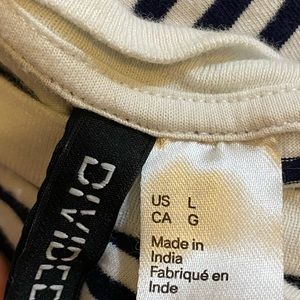 DIVIDED
US L
CA G
Made in
India
Fabriqué en
Inde